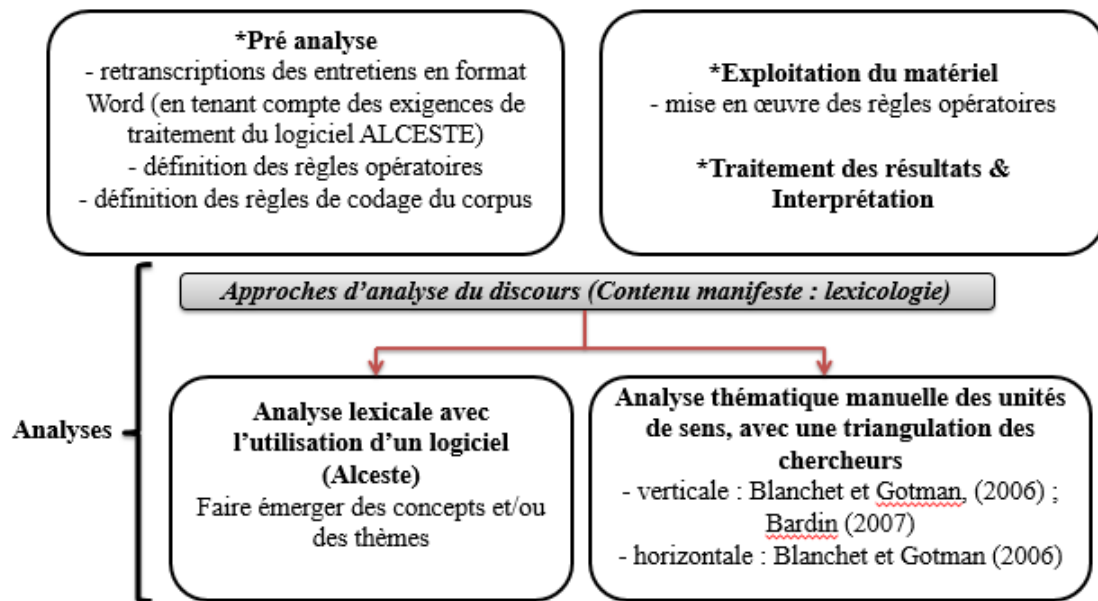 *Pré analyse
- retranscriptions des entretiens en format
Word (en tenant compte des exigences de
traitement du logiciel ALCESTE)
- définition des règles opératoires
- définition des règles de codage du corpus
*Exploitation du matériel
- mise en œuvre des règles opératoires
*Traitement des résultats &
Interprétation
Approches d’analyse du discours (Contenu manifeste : lexicologie)
Analyses
Analyse lexicale avec
l’utilisation d’un logiciel
(Alceste)
Faire émerger des concepts et/ou
des thèmes
Analyse thématique manuelle des unités
de sens, avec une triangulation des
chercheurs
- verticale : Blanchet et Gotman, (2006) ;
Bardin (2007)
- horizontale : Blanchet et Gotman (2006)